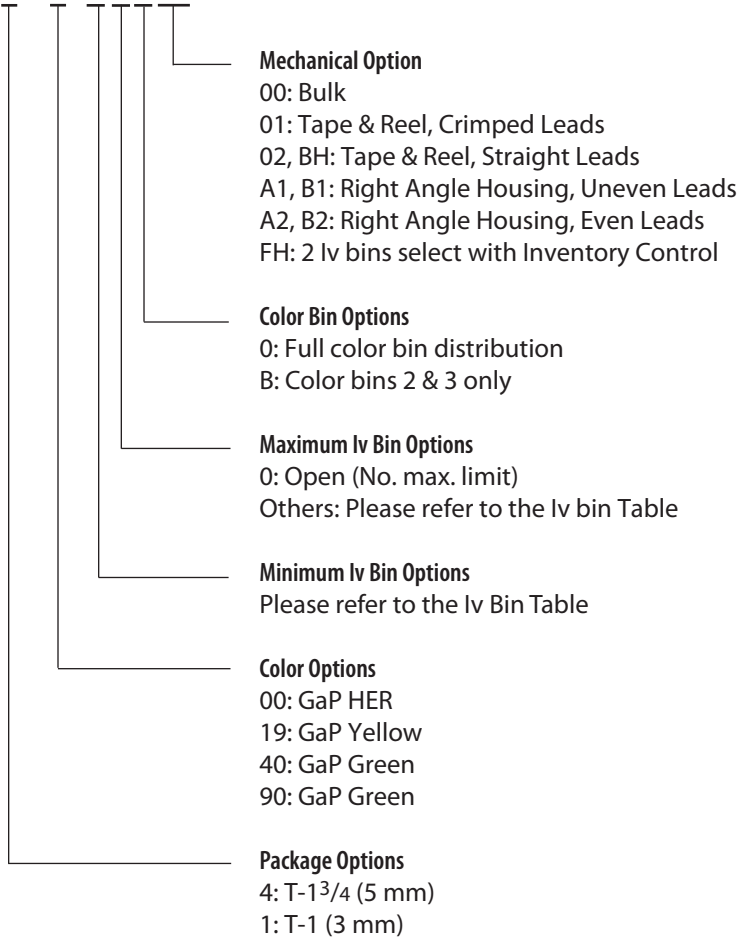 Mechanical Option
00: Bulk
01: Tape & Reel, Crimped Leads
02, BH: Tape & Reel, Straight Leads
A1, B1: Right Angle Housing, Uneven Leads
A2, B2: Right Angle Housing, Even Leads
FH: 2 Iv bins select with Inventory Control
Color Bin Options
0: Full color bin distribution
B: Color bins 2 & 3 only
Maximum Iv Bin Options
0: Open (No. max. limit)
Others: Please refer to the Iv bin Table
Minimum Iv Bin Options
Please refer to the Iv Bin Table
Color Options
00: GaP HER
19: GaP Yellow
40: GaP Green
90: GaP Green
Package Options
4: T-1 3/4 (5 mm)
1: T-1 (3 mm)